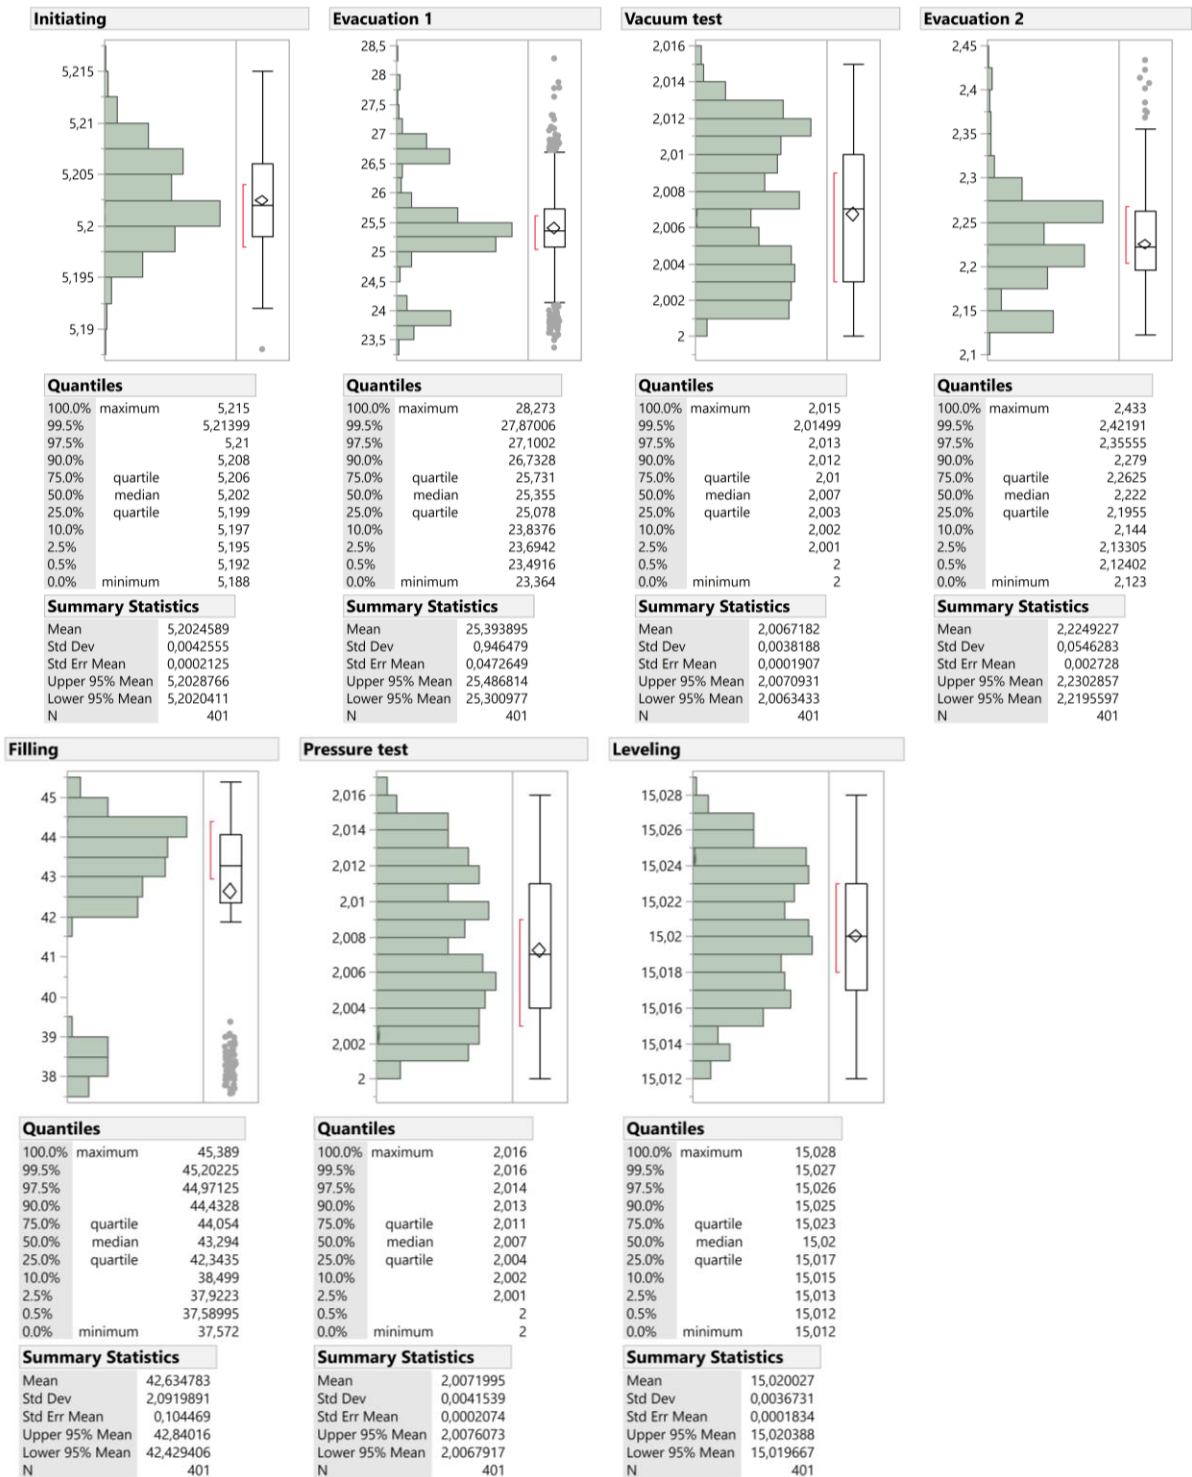 Initiating
5,215
5,21
5,205
5,2
5,195
5,19
Quantiles
100.0% maximum 5,215
99.5% 5,21399
97.5% 5,21
90.0% 5,208
75.0% quartile 5,206
50.0% median 5,202
25.0% quartile 5,199
10.0% 5,197
2.5% 5,195
0.5% 5,192
0.0% minimum 5,188
Summary Statistics
Mean 5,2024589
Std Dev 0,0042555
Std Err Mean 0,0002125
Upper 95% Mean 5,2028766
Lower 95% Mean 5,2020411
N 401
Evacuation 1
28,5
28
27,5
27
26,5
26
25,5
25
24,5
24
23,5
Quantiles
100.0% maximum 28,273
99.5% 27,87006
97.5% 27,1002
90.0% 26,7328
75.0% quartile 25,731
50.0% median 25,355
25.0% quartile 25,078
10.0% 23,8376
2.5% 23,6942
0.5% 23,4916
0.0% minimum 23,364
Summary Statistics
Mean 25,393895
Std Dev 0,946479
Std Err Mean 0,0472649
Upper 95% Mean 25,486814
Lower 95% Mean 25,300977
N 401
Vacuum test
2,016
2,014
2,012
2,01
2,008
2,006
2,004
2,002
2
Quantiles
100.0% maximum 2,015
99.5% 2,01499
97.5% 2,013
90.0% 2,012
75.0% quartile 2,01
50.0% median 2,007
25.0% quartile 2,003
10.0% 2,002
2.5% 2,001
0.5% 2
0.0% minimum 2
Summary Statistics
Mean 2,0067182
Std Dev 0,0038188
Std Err Mean 0,0001907
Upper 95% Mean 2,0070931
Lower 95% Mean 2,0063433
N 401
Evacuation 2
2,45
2,4
2,35
2,3
2,25
2,2
2,15
2,1
Quantiles
100.0% maximum 2,433
99.5% 2,42191
97.5% 2,35555
90.0% 2,279
75.0% quartile 2,2625
50.0% median 2,222
25.0% quartile 2,1955
10.0% 2,144
2.5% 2,13305
0.5% 2,12402
0.0% minimum 2,123
Summary Statistics
Mean 2,2249227
Std Dev 0,0546283
Std Err Mean 0,002728
Upper 95% Mean 2,2302857
Lower 95% Mean 2,2195597
N 401
Filling
45
44
43
42
41
40
39
38
Quantiles
100.0% maximum 45,389
99.5% 45,20225
97.5% 44,97125
90.0% 44,4328
75.0% quartile 44,054
50.0% median 43,294
25.0% quartile 42,3435
10.0% 38,499
2.5% 37,9223
0.5% 37,58995
0.0% minimum 37,572
Summary Statistics
Mean 42,634783
Std Dev 2,0919891
Std Err Mean 0,104469
Upper 95% Mean 42,84016
Lower 95% Mean 42,429406
N 401
Pressure test
2,016
2,014
2,012
2,01
2,008
2,006
2,004
2,002
2
Quantiles
100.0% maximum 2,016
99.5% 2,016
97.5% 2,014
90.0% 2,013
75.0% quartile 2,011
50.0% median 2,007
25.0% quartile 2,004
10.0% 2,002
2.5% 2,001
0.5% 2
0.0% minimum 2
Summary Statistics
Mean 2,0071995
Std Dev 0,0041539
Std Err Mean 0,0002074
Upper 95% Mean 2,0076073
Lower 95% Mean 2,0067917
N 401
Leveling
15,028
15,026
15,024
15,022
15,02
15,018
15,016
15,014
15,012
Quantiles
100.0% maximum 15,028
99.5% 15,027
97.5% 15,026
90.0% 15,025
75.0% quartile 15,023
50.0% median 15,02
25.0% quartile 15,017
10.0% 15,015
2.5% 15,013
0.5% 15,012
0.0% minimum 15,012
Summary Statistics
Mean 15,020027
Std Dev 0,0036731
Std Err Mean 0,0001834
Upper 95% Mean 15,020388
Lower 95% Mean 15,019667
N 401